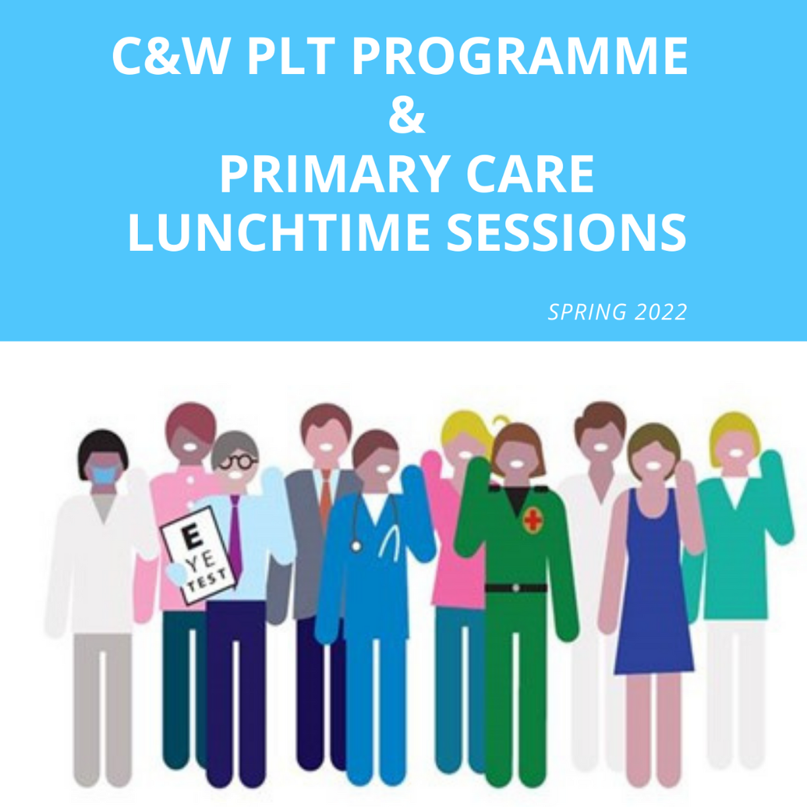 C&W PLT PROGRAMME
&
PRIMARY CARE
LUNCHTIME SESSIONS
SPRING 2022
E
YE
TEST